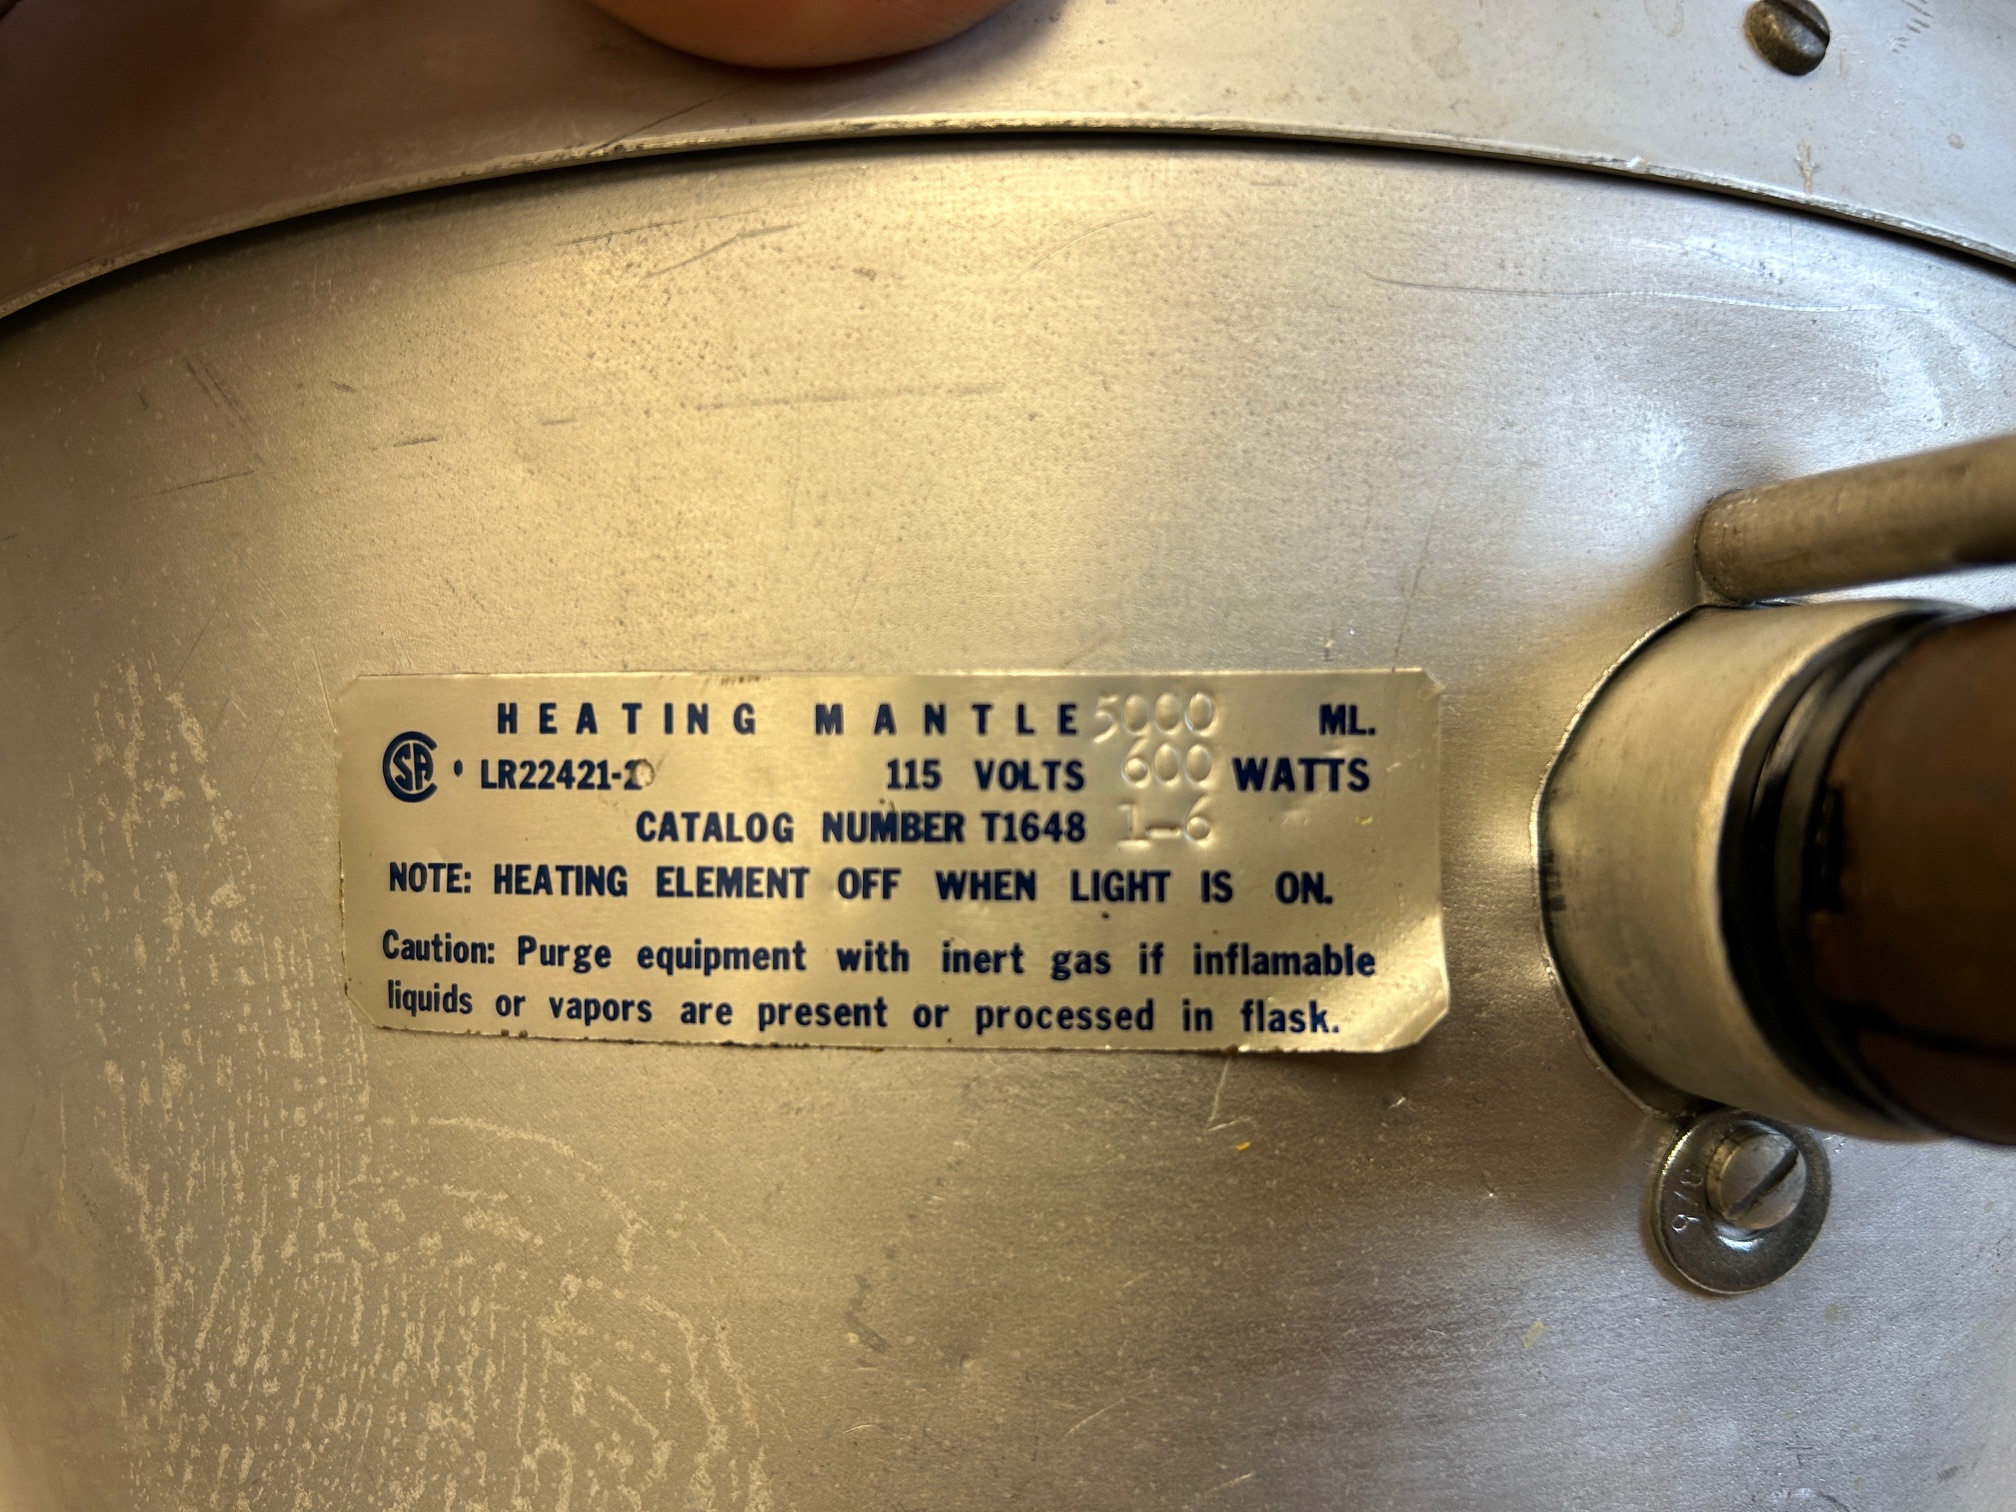 HEATING MANTLE 5000 ML.
CSA LR22421- 115 VOLTS 600 WATTS
CATALOG NUMBER T1648 1-6
NOTE: HEATING ELEMENT OFF WHEN LIGHT IS ON.
Caution: Purge equipment with inert gas if inflamable
liquids or vapors are present or processed in flask.